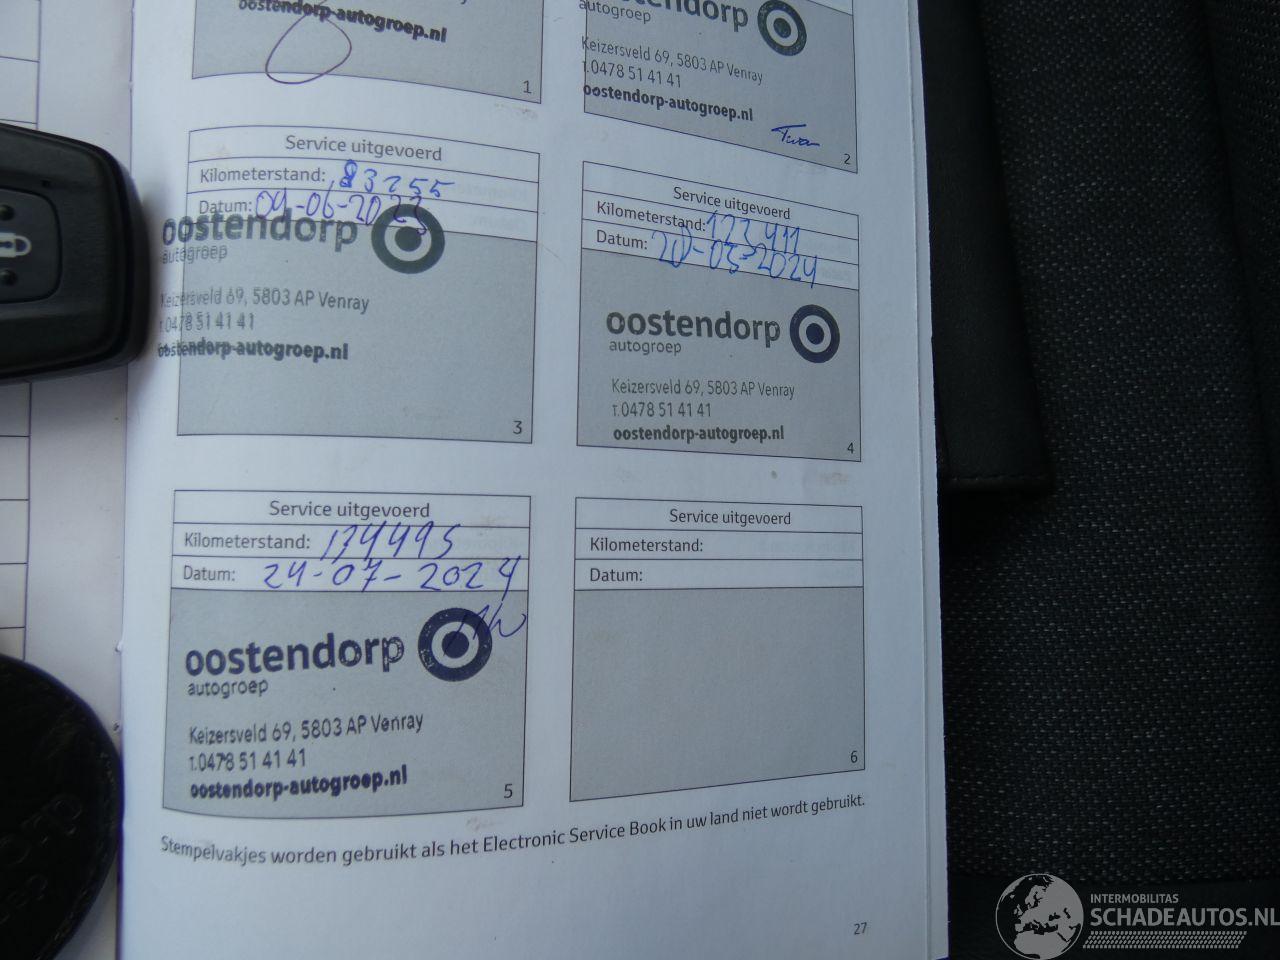 oostendorp-autogroep.nl
1
oostendorp
autogroep
Keizersveld 69, 5803 AP Venray
T.0478 51 41 41
oostendorp-autogroep.nl
2
Service uitgevoerd
Kilometerstand: 83255
Datum: 09-06-2023
oostendorp
autogroep
Keizersveld 69, 5803 AP Venray
T.0478 51 41 41
oostendorp-autogroep.nl
3
Service uitgevoerd
Kilometerstand: 123411
Datum: 20-03-2024
oostendorp
autogroep
Keizersveld 69, 5803 AP Venray
T.0478 51 41 41
oostendorp-autogroep.nl
4
Service uitgevoerd
Kilometerstand: 134495
Datum: 24-07-2024
oostendorp
autogroep
Keizersveld 69, 5803 AP Venray
T.0478 51 41 41
oostendorp-autogroep.nl
5
Service uitgevoerd
Kilometerstand:
Datum:
6
Stempelvakjes worden gebruikt als het Electronic Service Book in uw land niet wordt gebruikt.
27
INTERMOBILITAS
SCHADEAUTOS.NL